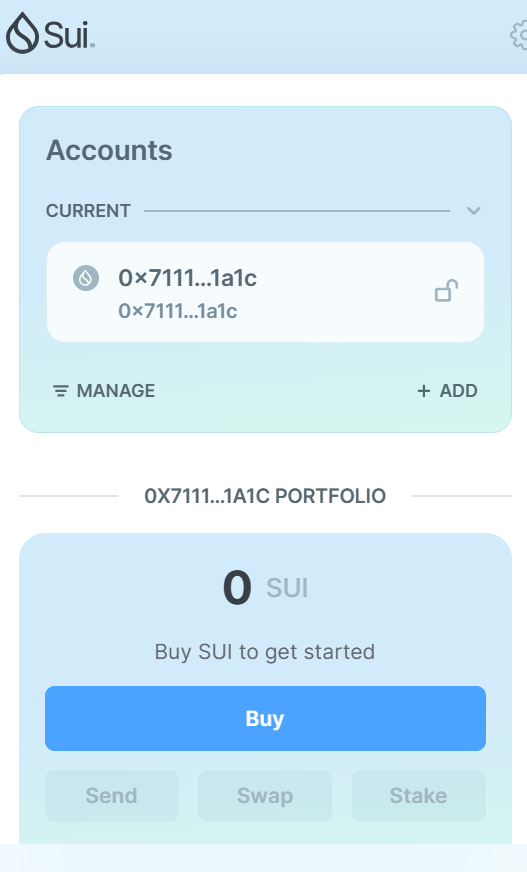 Sui
Accounts
CURRENT
0×7111...1a1c
0×7111...1a1c
MANAGE
+ ADD
0X7111...1A1C PORTFOLIO
0 SUI
Buy SUI to get started
Buy
Send
Swap
Stake